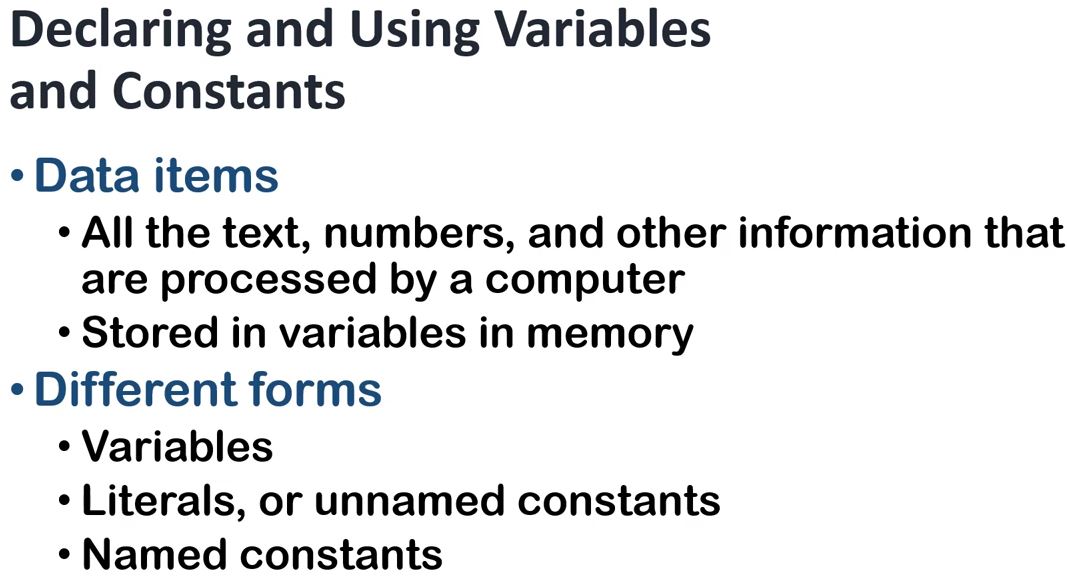 Declaring and Using Variables
and Constants
• Data items
• All the text, numbers, and other information that
are processed by a computer
• Stored in variables in memory
• Different forms
• Variables
• Literals, or unnamed constants
• Named constants